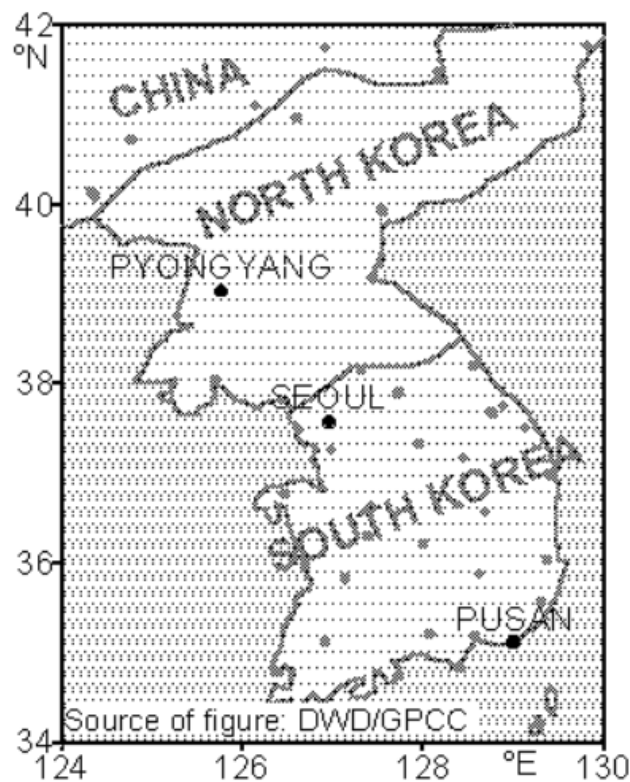 42
°N
CHINA
NORTH KOREA
40
PYONGYANG
38
SEOUL
SOUTH KOREA
36
PUSAN
Source of figure: DWD/GPCC
34
124 126 128 °E 130